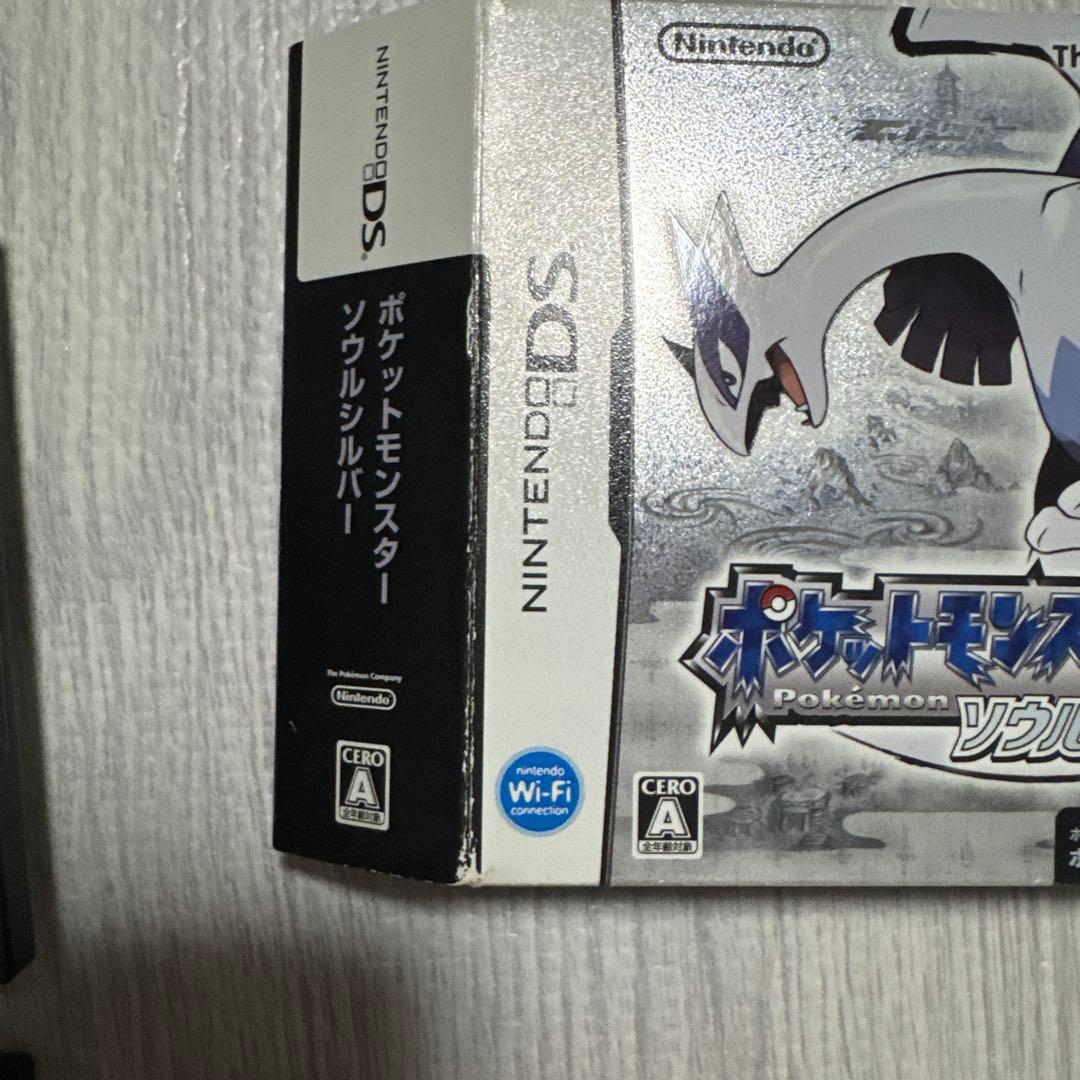 NINTENDO DS
ポケットモンスター
ソウルシルバー
The Pokémon Company
Nintendo
CERO
A
全年齢対象
NINTENDO DS
nintendo
Wi-Fi
connection
Nintendo
Th
ポケットモンス
Pokémon
ソウル
CERO
A
全年齢対象